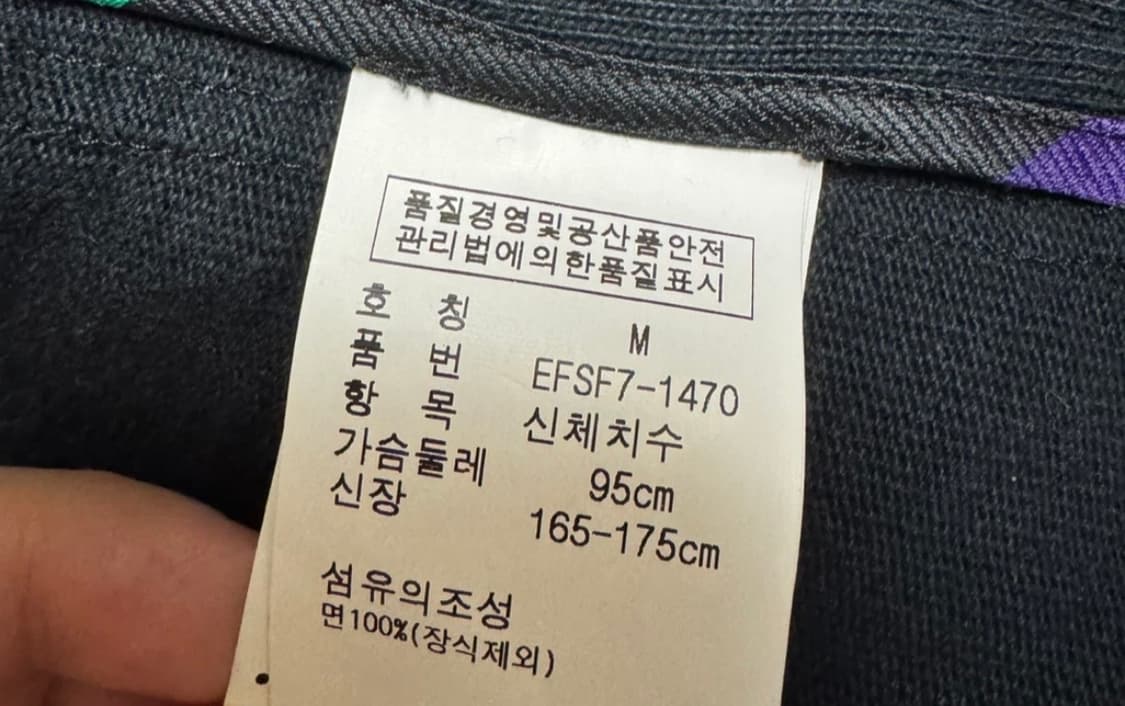 품질경영및공산품안전
관리법에의한품질표시
호 칭 M
품 번 EFSF7-1470
항 목 신체치수
가슴둘레 95cm
신장 165-175cm
섬유의조성
면100%(장식제외)